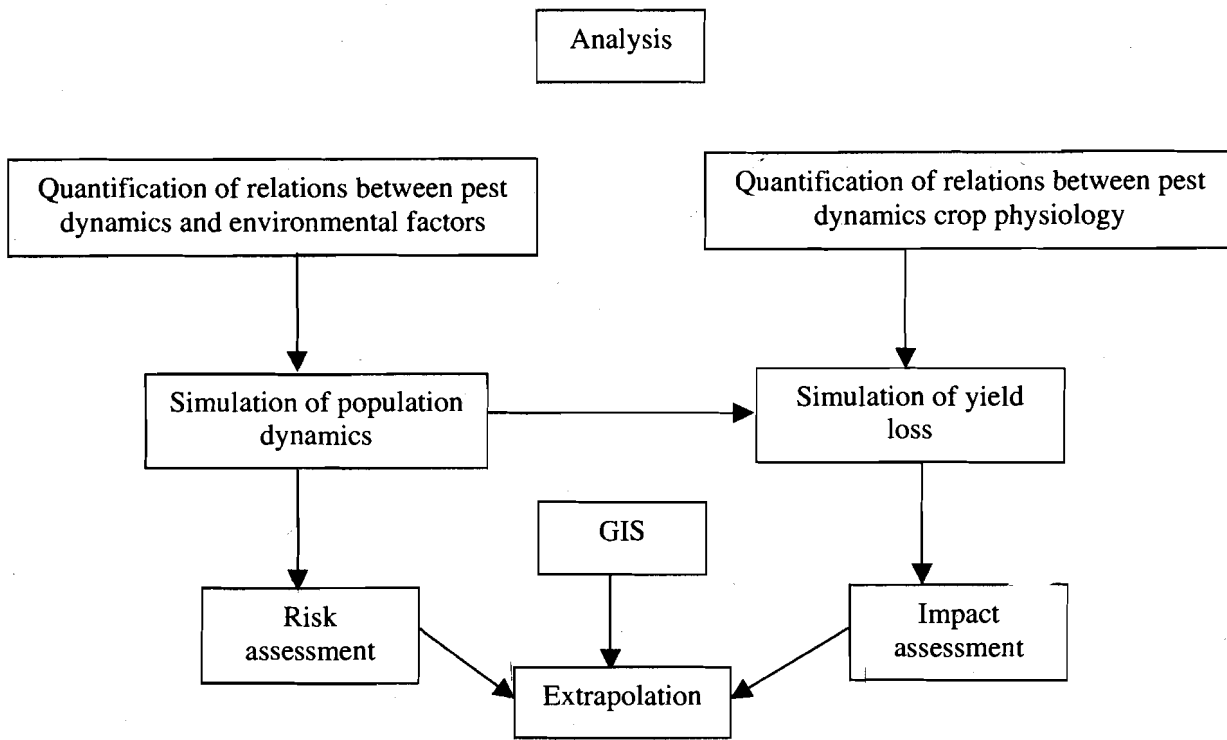 Analysis
Quantification of relations between pest
dynamics and environmental factors
Quantification of relations between pest
dynamics crop physiology
Simulation of population
dynamics
Simulation of yield
loss
GIS
Risk
assessment
Impact
assessment
Extrapolation